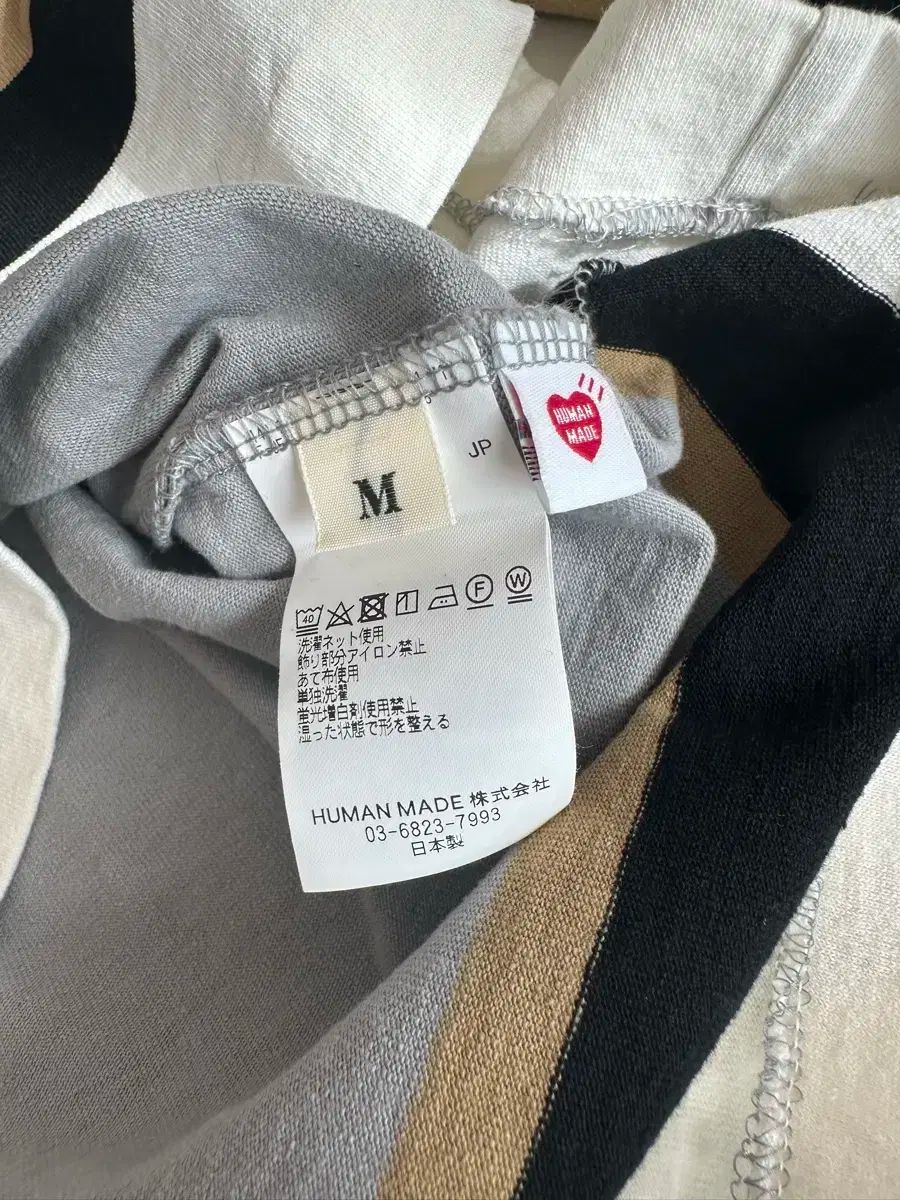 HUMAN
MADE
JP
M
40
F
W
洗濯ネット使用
飾り部分アイロン禁止
あて布使用
単独洗濯
蛍光増白剤使用禁止
湿った状態で形を整える
HUMAN MADE 株式会社
03-6823-7993
日本製